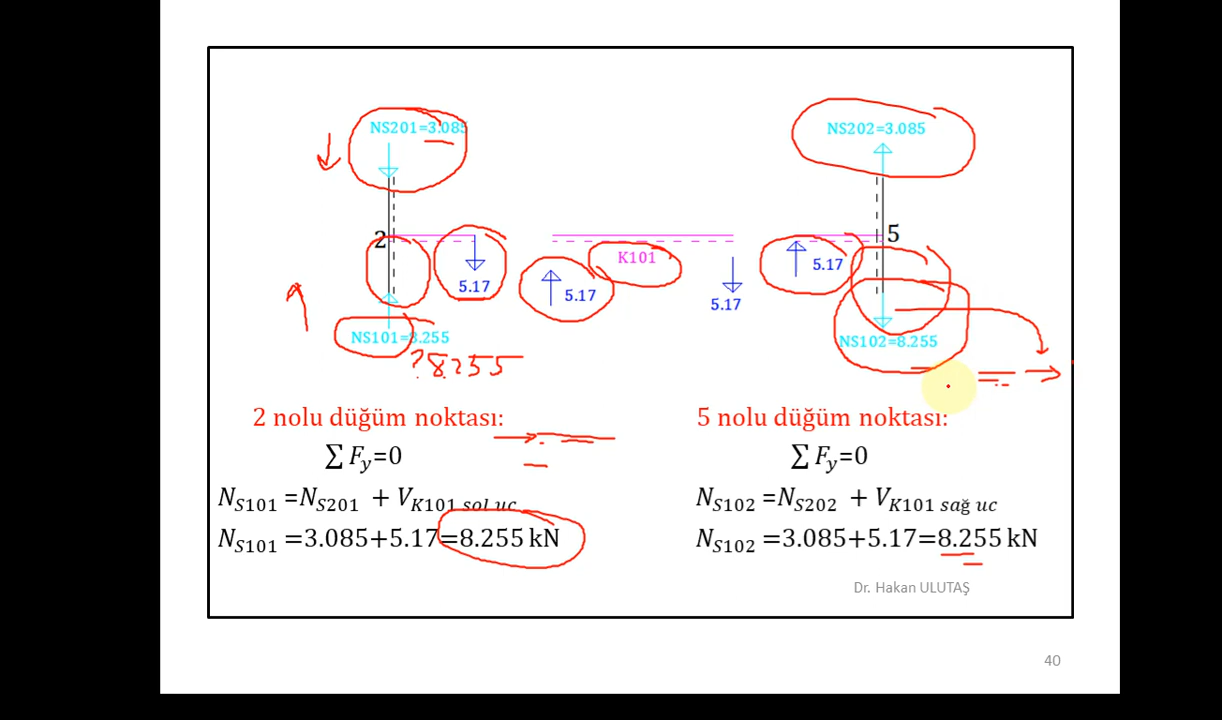 NS201=3.085
NS202=3.085
2
5
K101
5.17
5.17
5.17
5.17
NS101=8.255
NS102=8.255
?8255
2 nolu düğüm noktası:
5 nolu düğüm noktası:
∑ Fy=0
∑ Fy=0
NS101 =NS201 + VK101 sol uc
NS102 =NS202 + VK101 sağ uc
NS101 =3.085+5.17=8.255 kN
NS102 =3.085+5.17=8.255 kN
Dr. Hakan ULUTAŞ
40